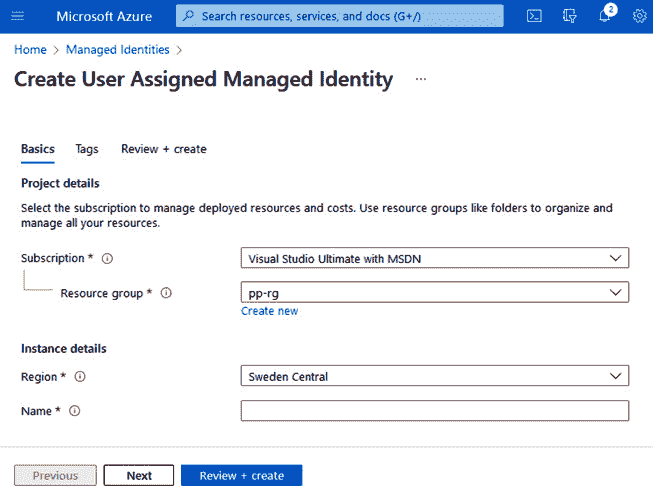 Microsoft Azure
Search resources, services, and docs (G+/)
2
Home > Managed Identities >
Create User Assigned Managed Identity ...
Basics Tags Review + create
Project details
Select the subscription to manage deployed resources and costs. Use resource groups like folders to organize and
manage all your resources.
Subscription * Visual Studio Ultimate with MSDN
Resource group * pp-rg
Create new
Instance details
Region * Sweden Central
Name *
Previous Next Review + create